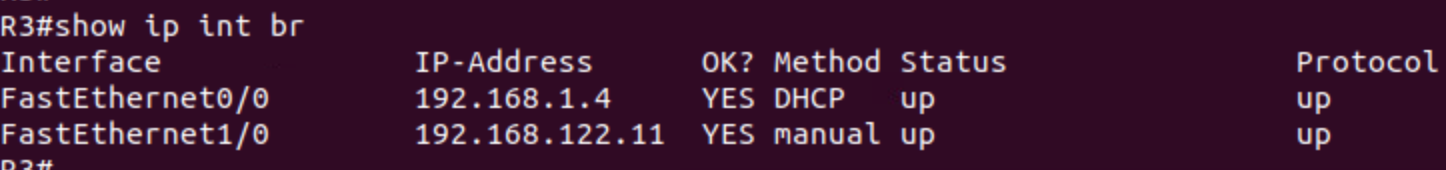 R3#show ip int br
Interface IP-Address OK? Method Status Protocol
FastEthernet0/0 192.168.1.4 YES DHCP up up
FastEthernet1/0 192.168.122.11 YES manual up up
R3#